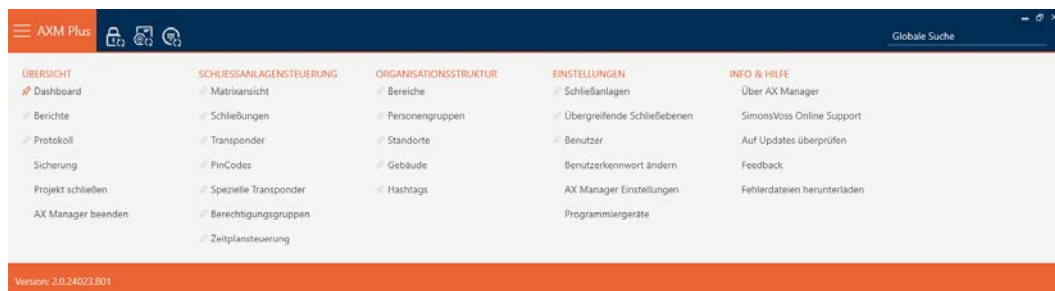 AXM Plus
Globale Suche
ÜBERSICHT
Dashboard
Berichte
Protokoll
Sicherung
Projekt schließen
AX Manager beenden
SCHLIESSANLAGENSTEUERUNG
Matrixansicht
Schließungen
Transponder
PinCodes
Spezielle Transponder
Berechtigungsgruppen
Zeitplansteuerung
ORGANISATIONSSTRUKTUR
Bereiche
Personengruppen
Standorte
Gebäude
Hashtags
EINSTELLUNGEN
Schließanlagen
Übergreifende Schließebenen
Benutzer
Benutzerkennwort ändern
AX Manager Einstellungen
Programmiergeräte
INFO & HILFE
Über AX Manager
SimonsVoss Online Support
Auf Updates überprüfen
Feedback
Fehlerdateien herunterladen
Version: 2.0.24023.801